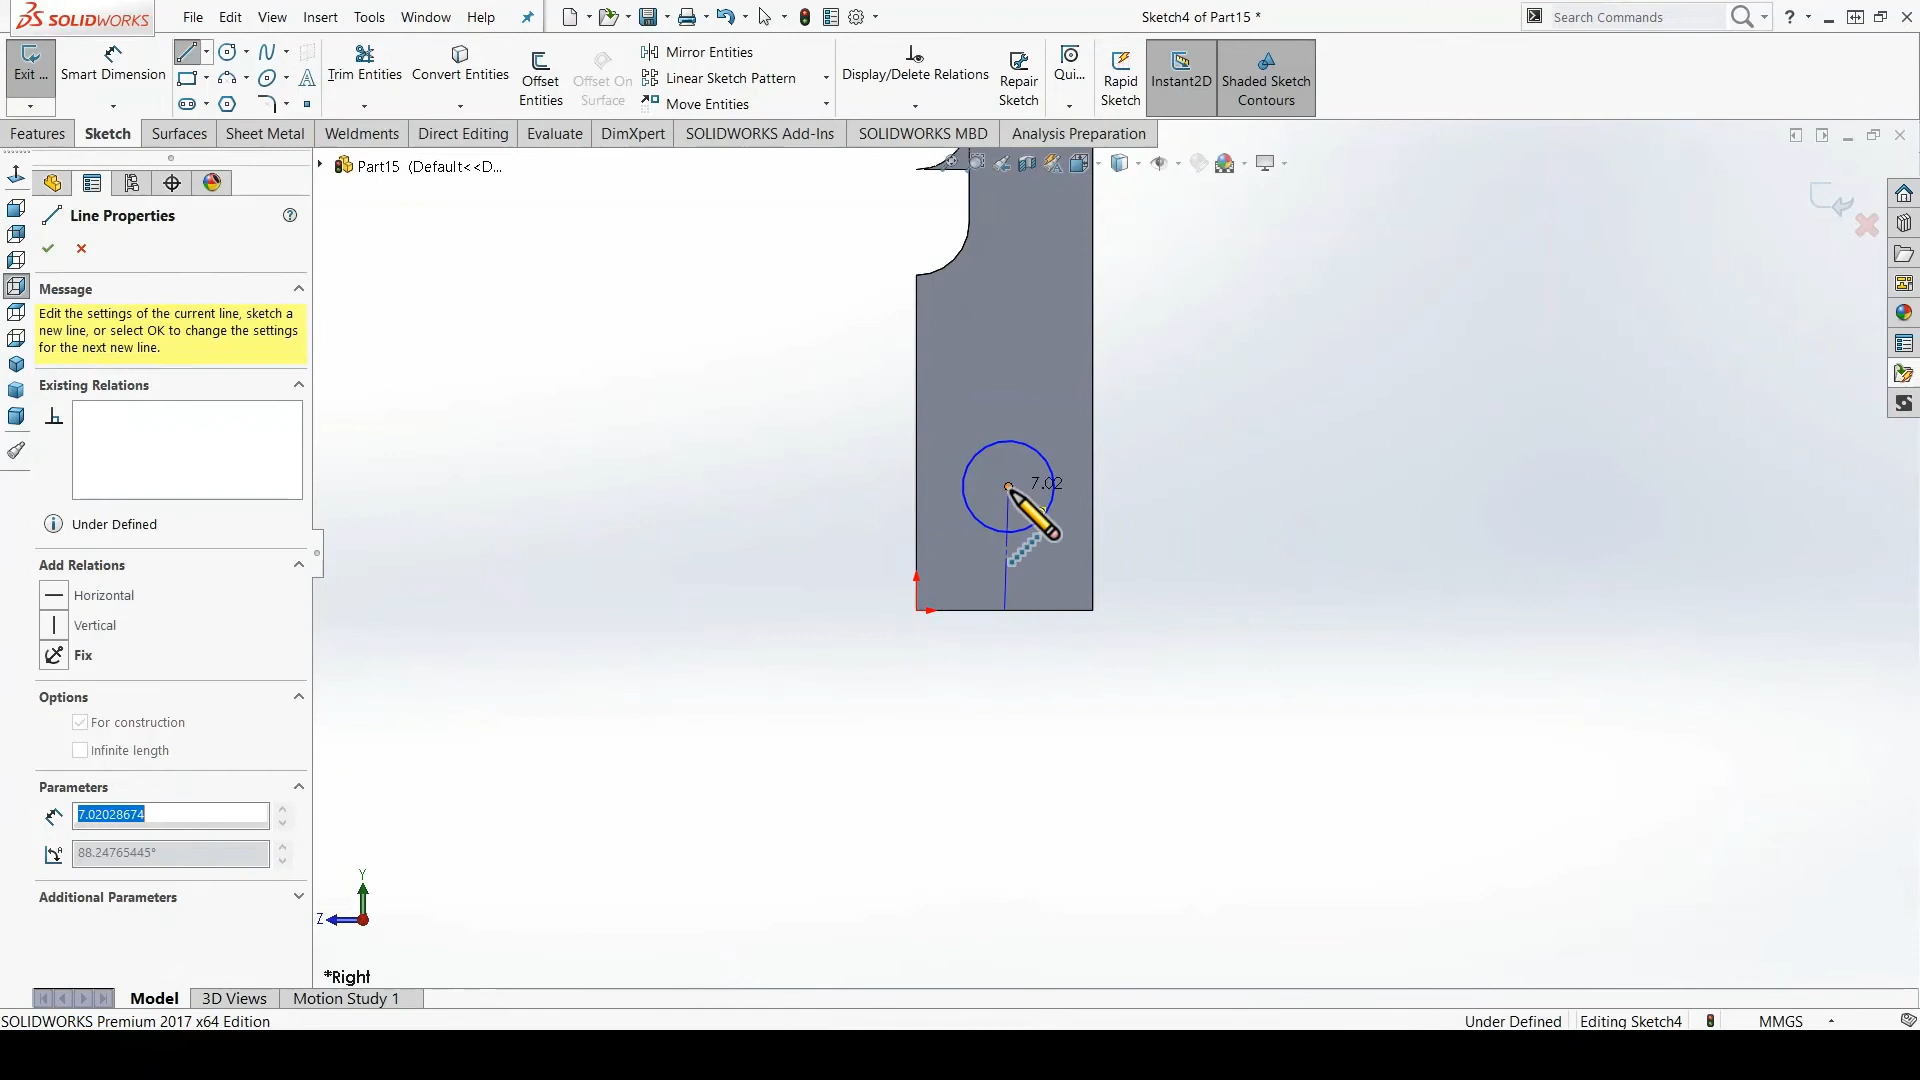 SOLIDWORKS
File Edit View Insert Tools Window Help
Sketch4 of Part15 *
Search Commands
Exit ...
Smart Dimension
Trim Entities
Convert Entities
Offset Entities
Offset On Surface
Mirror Entities
Linear Sketch Pattern
Move Entities
Display/Delete Relations
Repair Sketch
Qui...
Rapid Sketch
Instant2D
Shaded Sketch Contours
Features Sketch Surfaces Sheet Metal Weldments Direct Editing Evaluate DimXpert SOLIDWORKS Add-Ins SOLIDWORKS MBD Analysis Preparation
Part15 (Default<<D...
Line Properties
Message
Edit the settings of the current line, sketch a
new line, or select OK to change the settings
for the next new line.
Existing Relations
Under Defined
Add Relations
Horizontal
Vertical
Fix
Options
For construction
Infinite length
Parameters
7.02028674
88.24765445°
Additional Parameters
7.02
Y
Z
*Right
Model 3D Views Motion Study 1
SOLIDWORKS Premium 2017 x64 Edition
Under Defined Editing Sketch4 MMGS